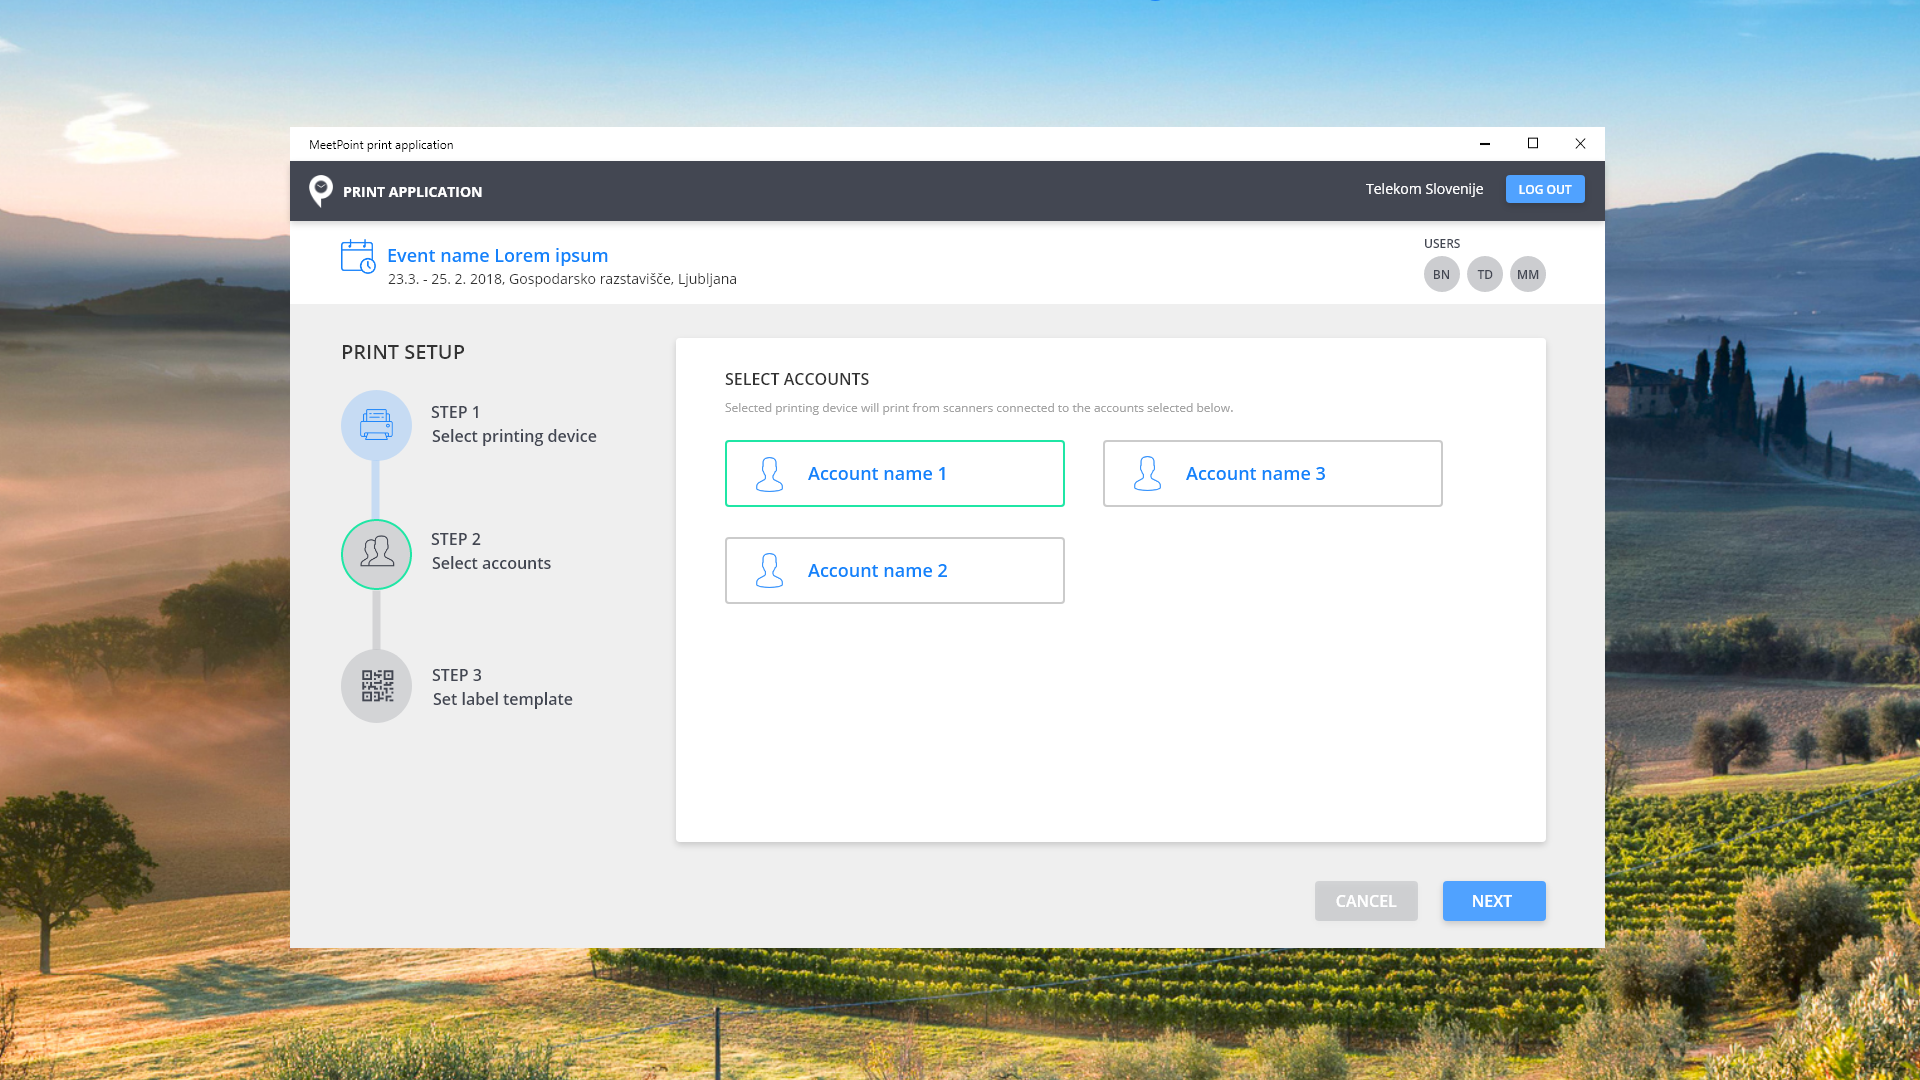 MeetPoint print application
PRINT APPLICATION
Telekom Slovenije
LOG OUT
Event name Lorem ipsum
23.3. - 25. 2. 2018, Gospodarsko razstavišče, Ljubljana
USERS
BN TD MM
PRINT SETUP
STEP 1
Select printing device
STEP 2
Select accounts
STEP 3
Set label template
SELECT ACCOUNTS
Selected printing device will print from scanners connected to the accounts selected below.
Account name 1
Account name 3
Account name 2
CANCEL
NEXT